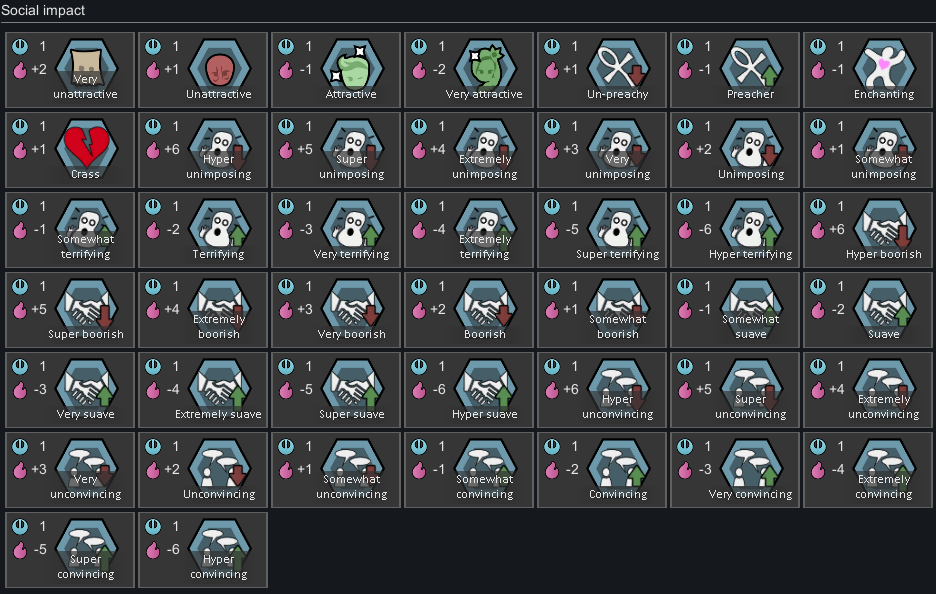 Social impact
1 1 1 1 1 1 1
+2 +1 -1 -2 +1 -1 -1
Very
unattractive Unattractive Attractive Very attractive Un-preachy Preacher Enchanting
1 1 1 1 1 1 1
+1 +6 +5 +4 +3 +2 +1
Hyper Super Extremely Very Somewhat
Crass unimposing unimposing unimposing unimposing Unimposing unimposing
1 1 1 1 1 1 1
-1 -2 -3 -4 -5 -6 +6
Somewhat Extremely
terrifying Terrifying Very terrifying terrifying Super terrifying Hyper terrifying Hyper boorish
1 1 1 1 1 1 1
+5 +4 +3 +2 +1 -1 -2
Extremely Somewhat Somewhat
Super boorish boorish Very boorish Boorish boorish suave Suave
1 1 1 1 1 1 1
-3 -4 -5 -6 +6 +5 +4
Hyper Super Extremely
Very suave Extremely suave Super suave Hyper suave unconvincing unconvincing unconvincing
1 1 1 1 1 1 1
+3 +2 +1 -1 -2 -3 -4
Very Somewhat Somewhat Extremely
unconvincing Unconvincing unconvincing convincing Convincing Very convincing convincing
1 1
-5 -6
Super Hyper
convincing convincing